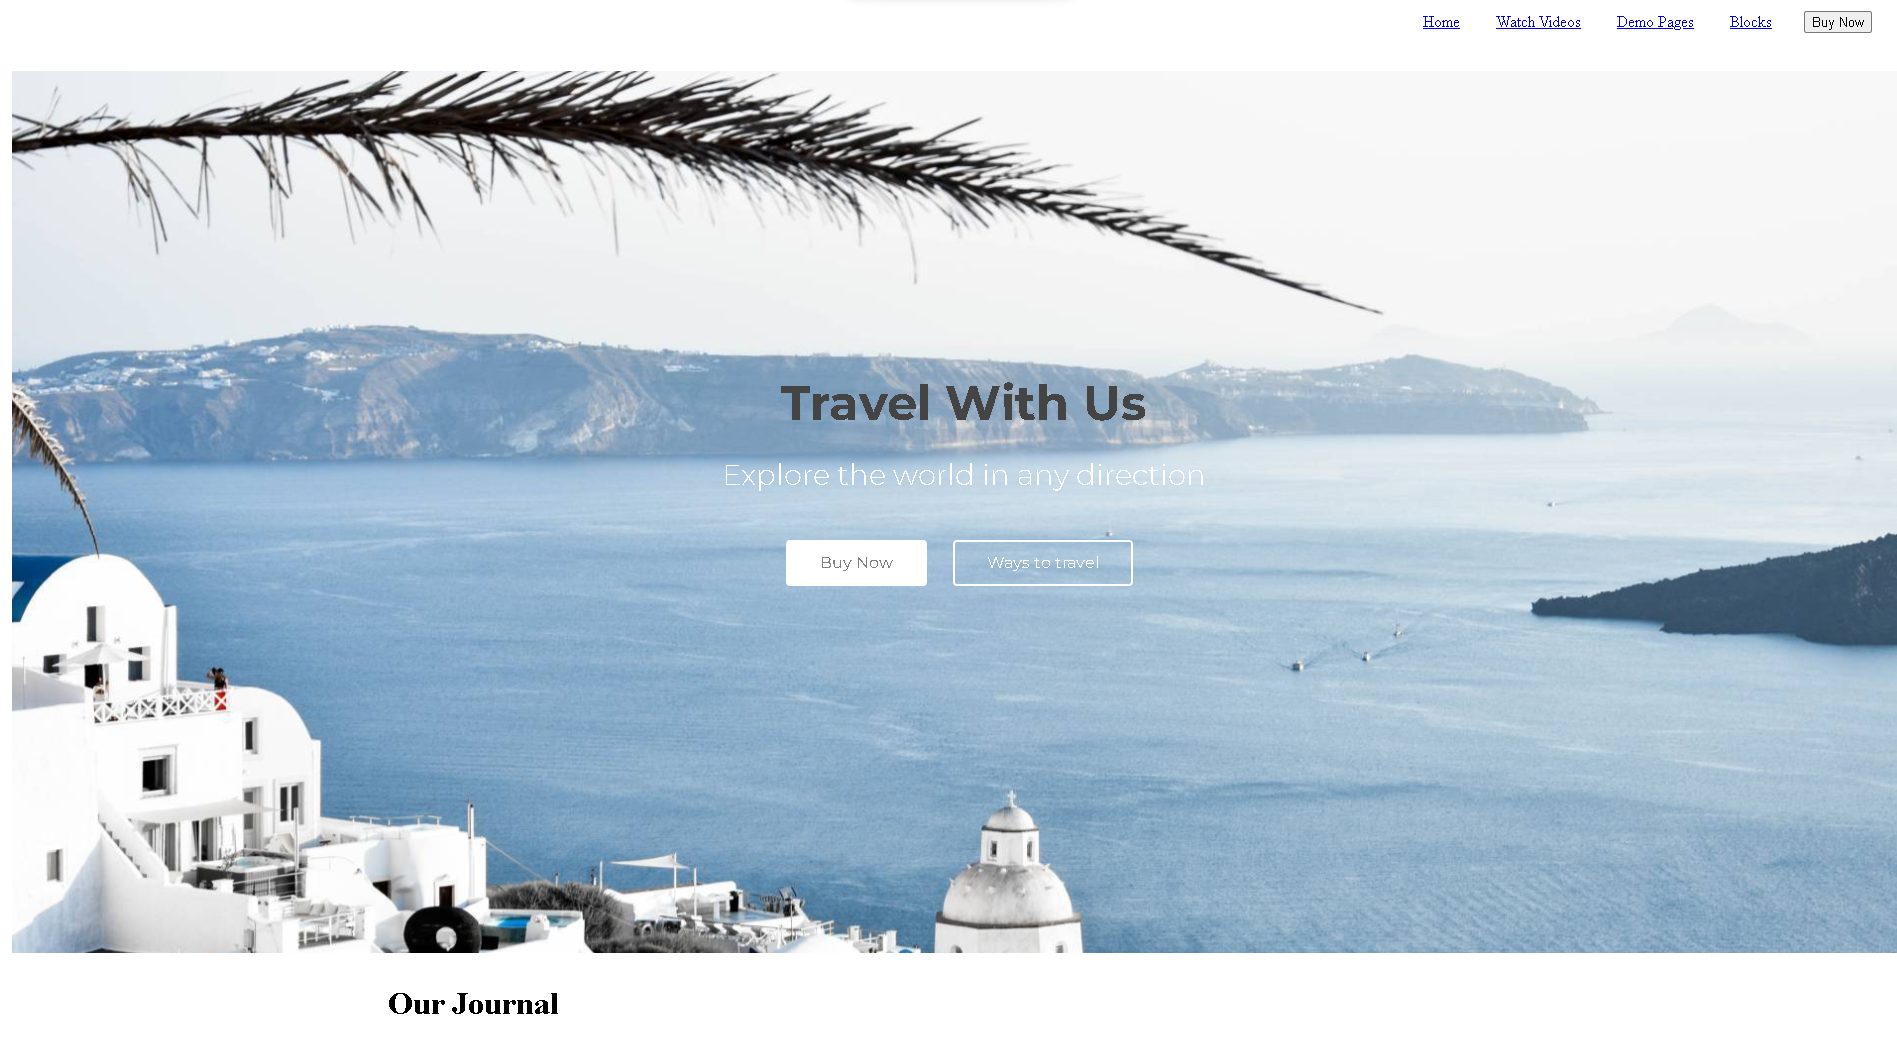 Home Watch Videos Demo Pages Blocks Buy Now
Travel With Us
Explore the world in any direction
Buy Now Ways to travel
Our Journal